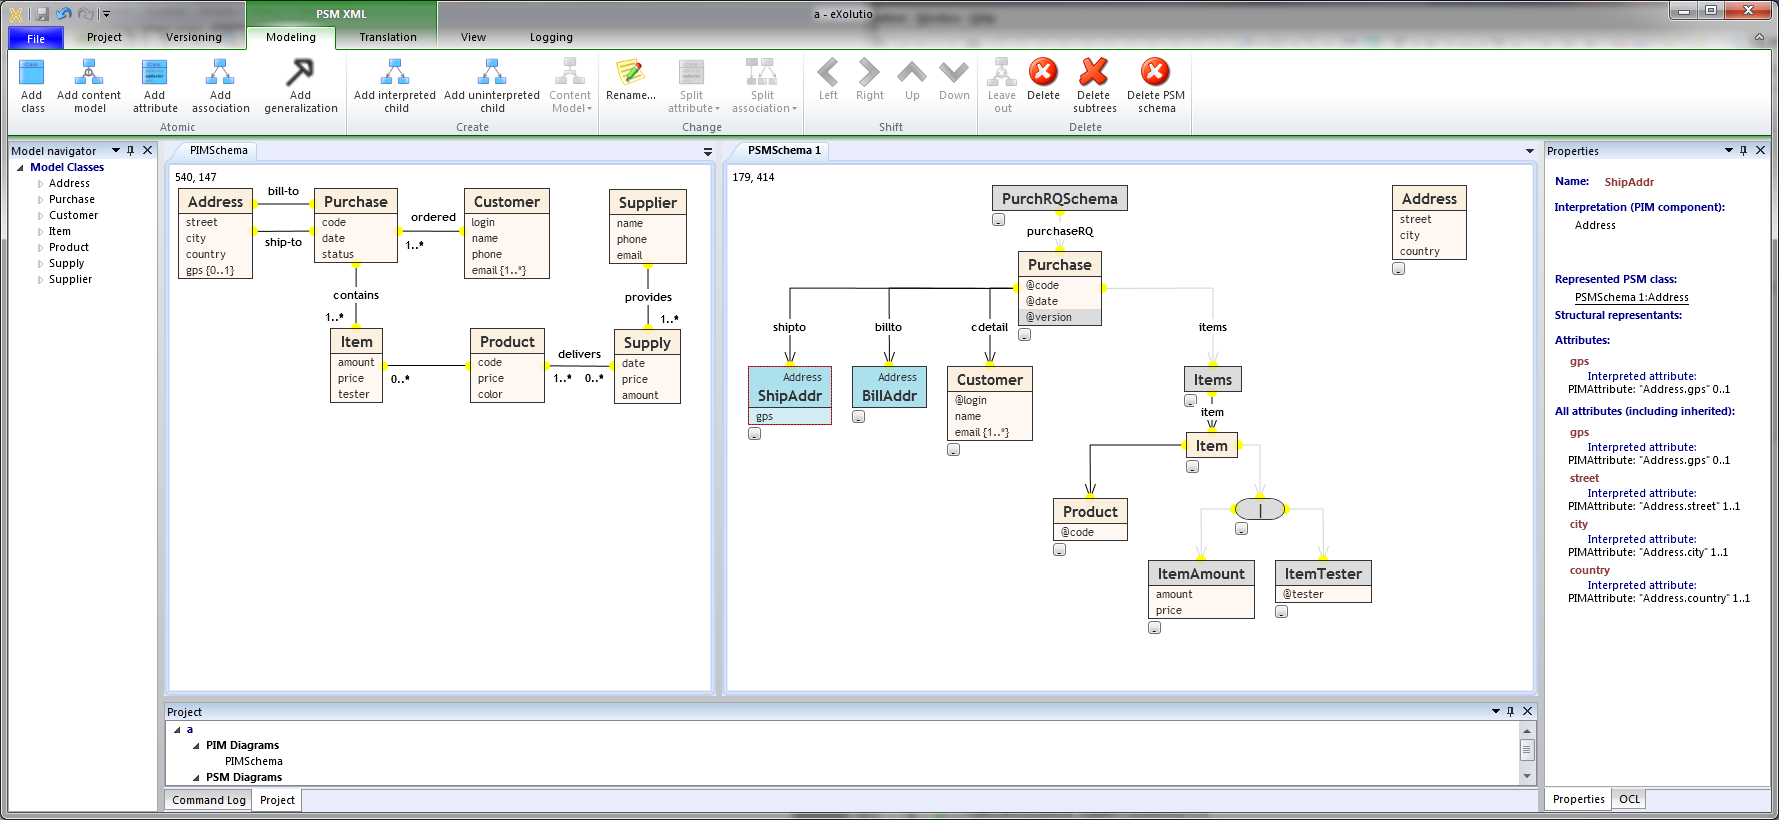 PSM XML
a - eXolutio
File
Project
Versioning
Modeling
Translation
View
Logging
Add class
Add content model
Add attribute
Add association
Add generalization
Atomic
Add interpreted child
Add uninterpreted child
Content Model
Create
Rename...
Split attribute
Split association
Change
Left
Right
Up
Down
Shift
Leave out
Delete
Delete subtrees
Delete PSM schema
Delete
Model navigator
Model Classes
Address
Purchase
Customer
Item
Product
Supply
Supplier
PIMSchema
540, 147
Address
street
city
country
gps {0..1}
bill-to
ship-to
Purchase
code
date
status
ordered
1..*
Customer
login
name
phone
email {1..*}
Supplier
name
phone
email
contains
1..*
provides
1..*
Item
amount
price
tester
0..*
Product
code
price
color
delivers
1..*
0..*
Supply
date
price
amount
PSMSchema 1
179, 414
PurchRQSchema
purchaseRQ
Purchase
@code
@date
@version
shipto
billto
cdetail
items
Address
ShipAddr
gps
Address
BillAddr
Customer
@login
name
email {1..*}
Items
item
Item
Product
@code
|
ItemAmount
amount
price
ItemTester
@tester
Address
street
city
country
Properties
Name: ShipAddr
Interpretation (PIM component):
Address
Represented PSM class:
PSMSchema 1:Address
Structural representants:
Attributes:
gps
Interpreted attribute:
PIMAttribute: "Address.gps" 0..1
All attributes (including inherited):
gps
Interpreted attribute:
PIMAttribute: "Address.gps" 0..1
street
Interpreted attribute:
PIMAttribute: "Address.street" 1..1
city
Interpreted attribute:
PIMAttribute: "Address.city" 1..1
country
Interpreted attribute:
PIMAttribute: "Address.country" 1..1
Properties
OCL
Project
a
PIM Diagrams
PIMSchema
PSM Diagrams
Command Log
Project